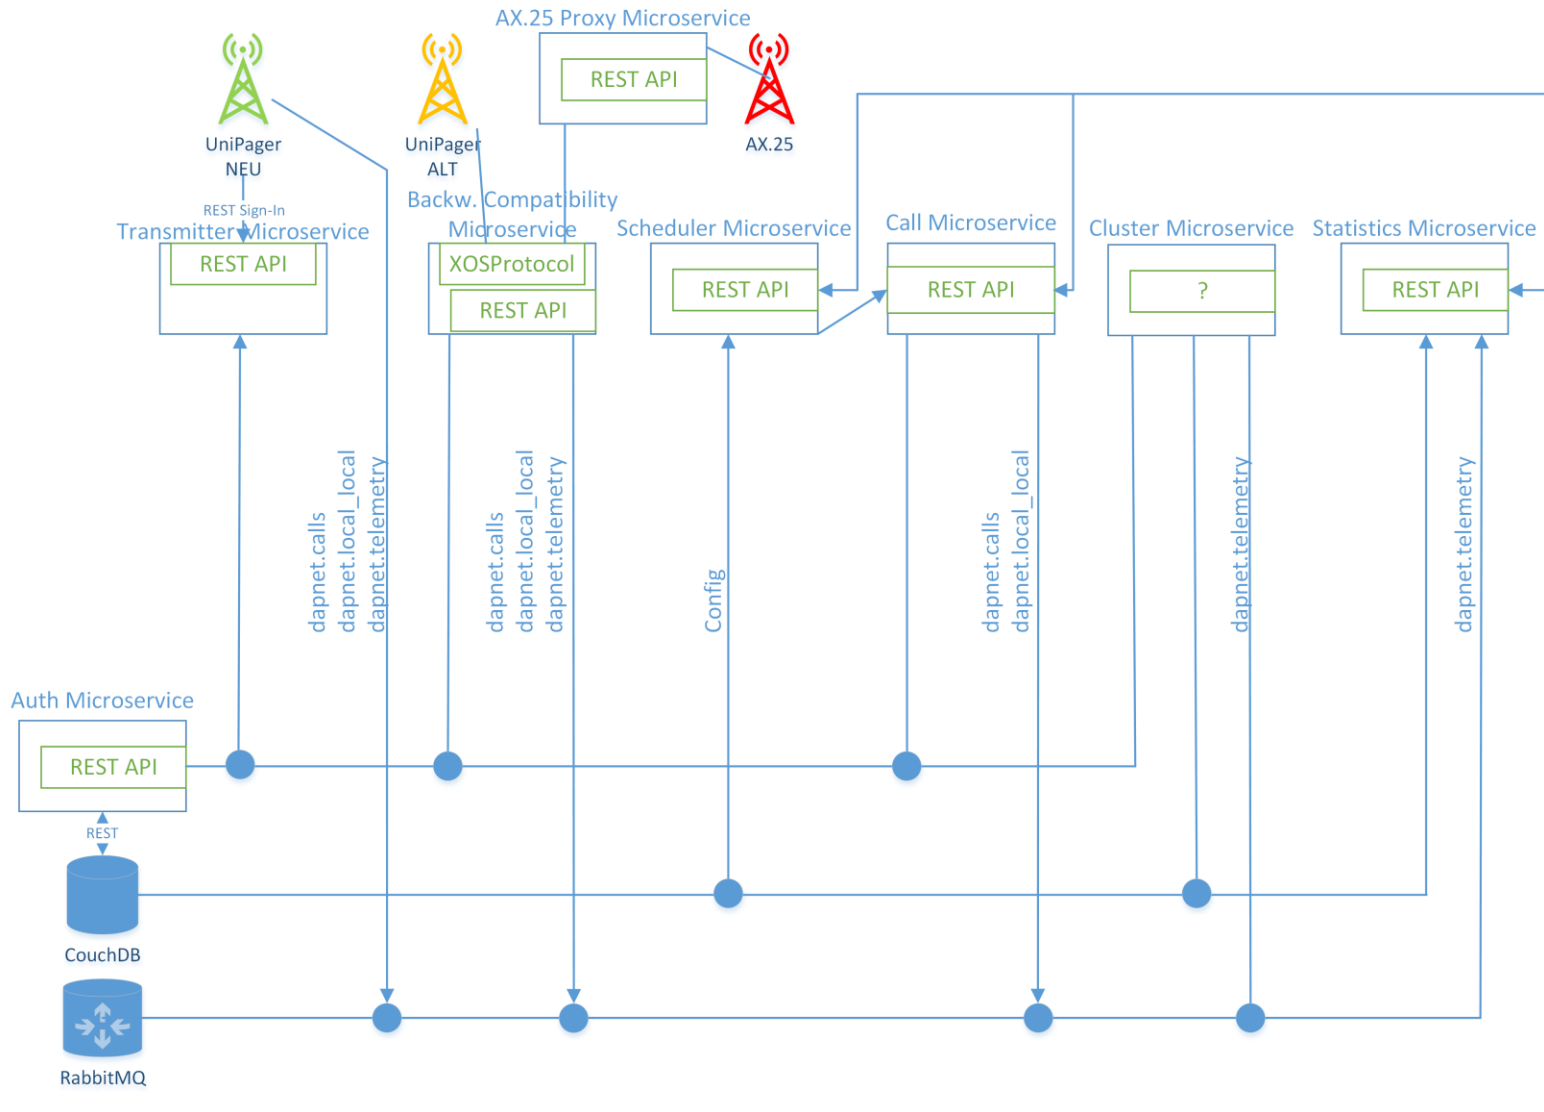 AX.25 Proxy Microservice
REST API
UniPager
NEU
UniPager
ALT
AX.25
REST Sign-In
Transmitter Microservice
REST API
Backw. Compatibility
Microservice
XOSProtocol
REST API
Scheduler Microservice
REST API
Call Microservice
REST API
Cluster Microservice
?
Statistics Microservice
REST API
dapnet.calls
dapnet.local_local
dapnet.telemetry
dapnet.calls
dapnet.local_local
dapnet.telemetry
Config
dapnet.calls
dapnet.local_local
dapnet.telemetry
dapnet.telemetry
Auth Microservice
REST API
REST
CouchDB
RabbitMQ